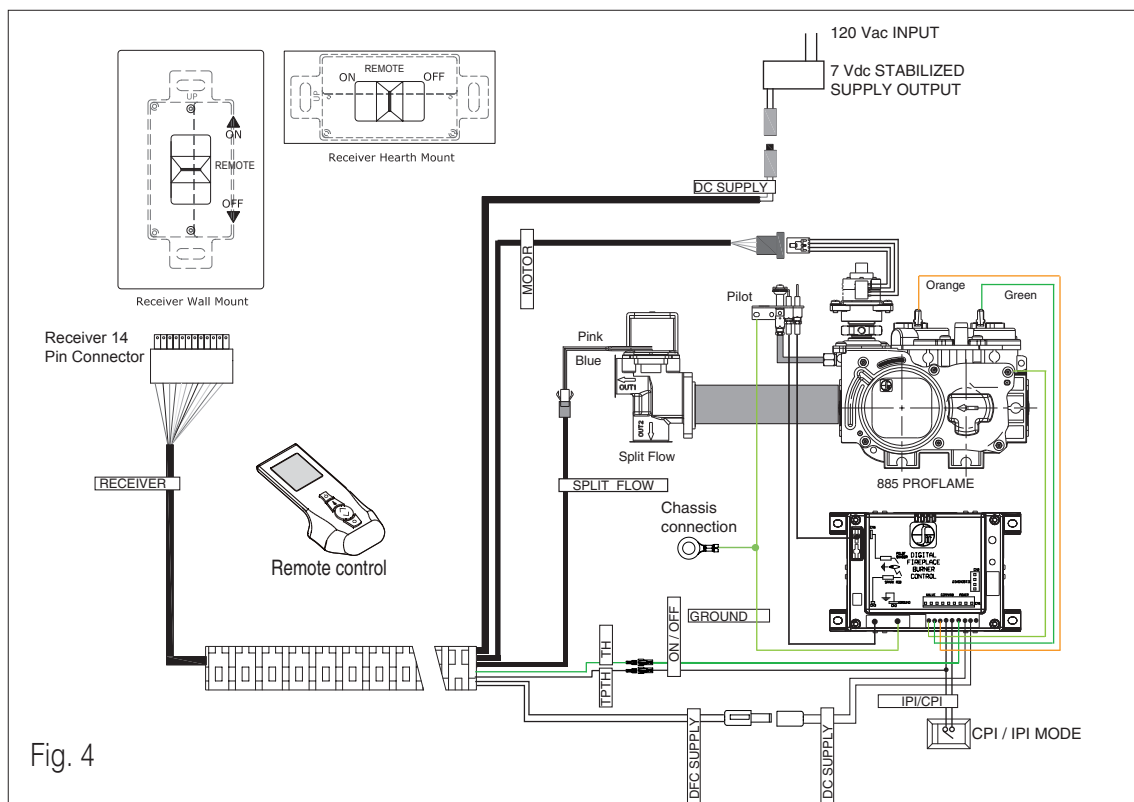 120 Vac INPUT
7 Vdc STABILIZED
SUPPLY OUTPUT
UP
ON
REMOTE
OFF
Receiver Wall Mount
UP
ON
REMOTE
OFF
Receiver Hearth Mount
DC SUPPLY
MOTOR
Pilot
Orange
Green
Receiver 14
Pin Connector
Pink
Blue
OUT1
OUT2
Split Flow
885 PROFLAME
RECEIVER
SPLIT FLOW
Remote control
Chassis
connection
DIGITAL
FIREPLACE
BURNER
CONTROL
VALVE
GROUND
ON / OFF
TH
TPTH
IPI/CPI
CPI / IPI MODE
DFC SUPPLY
DC SUPPLY
Fig. 4